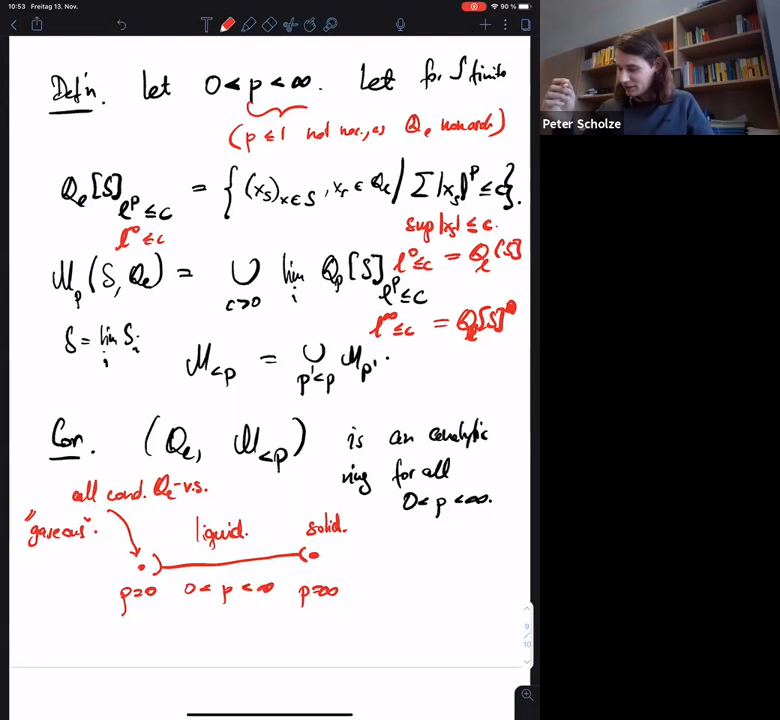 10:53 Freitag 13. Nov.
90 %
Peter Scholze
Def'n. Let 0 < p < ∞. Let for S finite
(p ≤ 1 not nec., as Q_ℓ nonarch.)
Q_ℓ[S]_{ℓ^p ≤ c} = { (x_s)_{x∈S}, x_s ∈ Q_ℓ | Σ |x_s|^p ≤ c }.
ℓ^∞ ≤ c
sup |x_s| ≤ c.
M_p(S, Q_ℓ) = ∪_{c>0} lim_i Q_p[S]_{ℓ^p ≤ c}
ℓ^0 ≤ c = Q_ℓ[S]
S = lim_i S_i
ℓ^∞ ≤ c = Q_ℓ[S]
M_{<p} = ∪_{p'<p} M_{p'}.
Cor. (Q_ℓ, M_{<p}) is an analytic
ring for all
0 < p < ∞.
all cond. Q_ℓ-v.s.
"gaseous". liquid. solid.
p=0 0 < p < ∞ p=∞
9 / 10